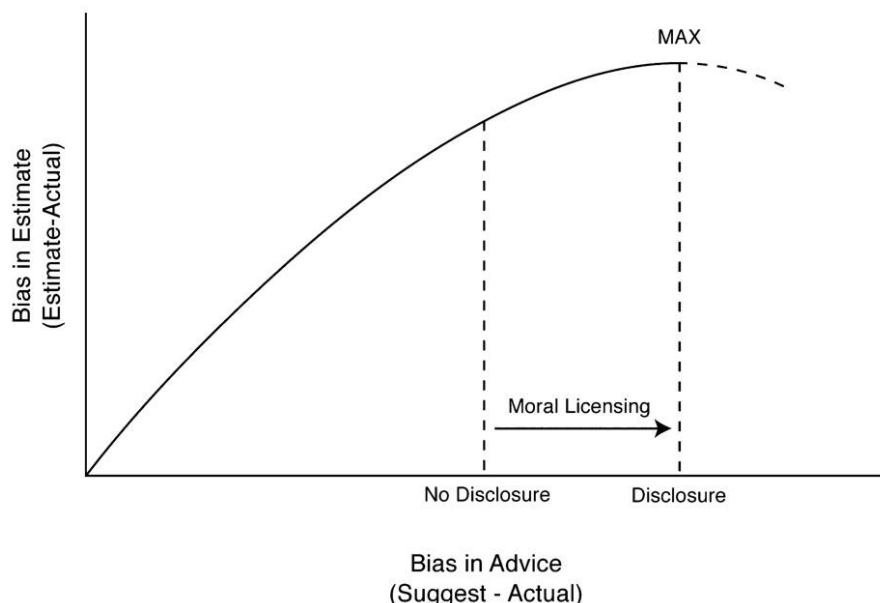 MAX
Bias in Estimate
(Estimate-Actual)
Moral Licensing
No Disclosure
Disclosure
Bias in Advice
(Suggest - Actual)